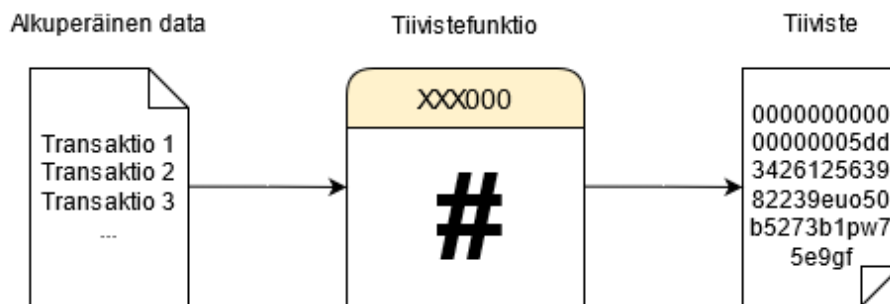 Alkuperäinen data
Tiivistefunktio
Tiiviste
Transaktio 1
Transaktio 2
Transaktio 3
...
XXX000
#
0000000000
00000005dd
3426125639
82239euo50
b5273b1pw7
5e9gf